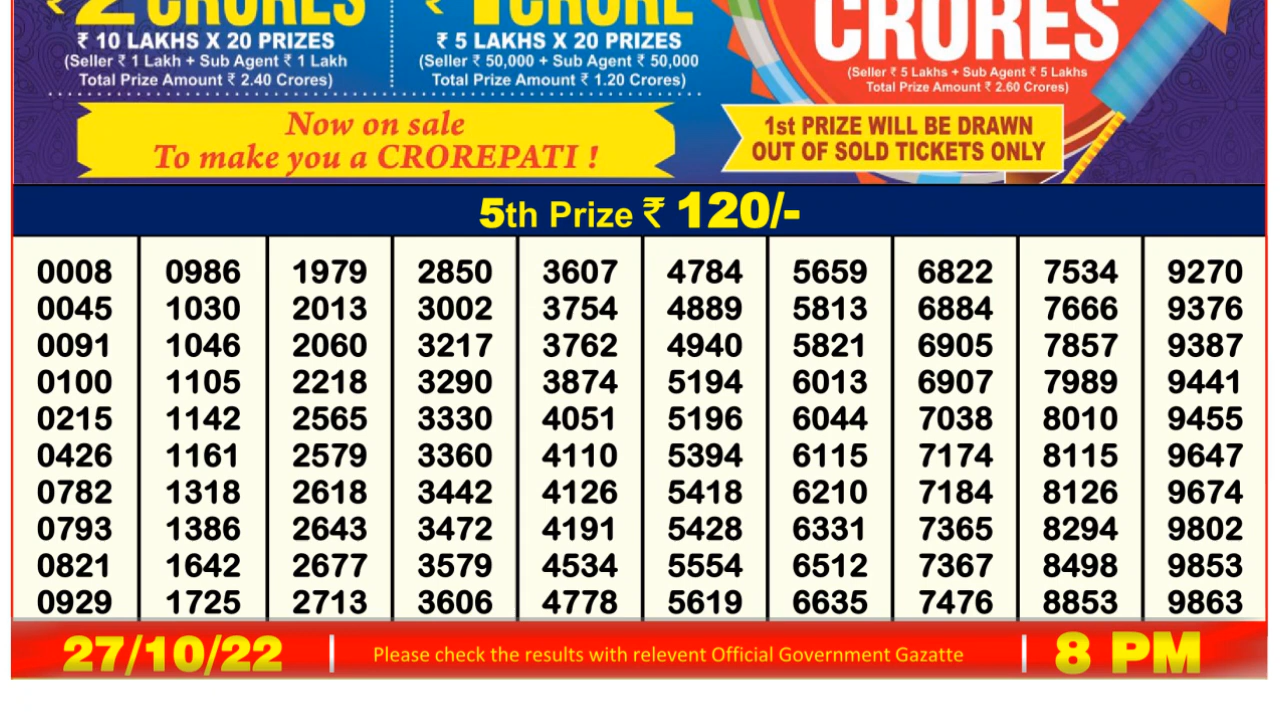 ₹ 2 CRORES
₹ 10 LAKHS X 20 PRIZES
(Seller ₹ 1 Lakh + Sub Agent ₹ 1 Lakh
Total Prize Amount ₹ 2.40 Crores)
₹ 1 CRORE
₹ 5 LAKHS X 20 PRIZES
(Seller ₹ 50,000 + Sub Agent ₹ 50,000
Total Prize Amount ₹ 1.20 Crores)
CRORES
(Seller ₹ 5 Lakhs + Sub Agent ₹ 5 Lakhs
Total Prize Amount ₹ 2.60 Crores)
Now on sale
To make you a CROREPATI !
1st PRIZE WILL BE DRAWN
OUT OF SOLD TICKETS ONLY
5th Prize ₹ 120/-
0008 0986 1979 2850 3607 4784 5659 6822 7534 9270
0045 1030 2013 3002 3754 4889 5813 6884 7666 9376
0091 1046 2060 3217 3762 4940 5821 6905 7857 9387
0100 1105 2218 3290 3874 5194 6013 6907 7989 9441
0215 1142 2565 3330 4051 5196 6044 7038 8010 9455
0426 1161 2579 3360 4110 5394 6115 7174 8115 9647
0782 1318 2618 3442 4126 5418 6210 7184 8126 9674
0793 1386 2643 3472 4191 5428 6331 7365 8294 9802
0821 1642 2677 3579 4534 5554 6512 7367 8498 9853
0929 1725 2713 3606 4778 5619 6635 7476 8853 9863
27/10/22 Please check the results with relevent Official Government Gazatte 8 PM